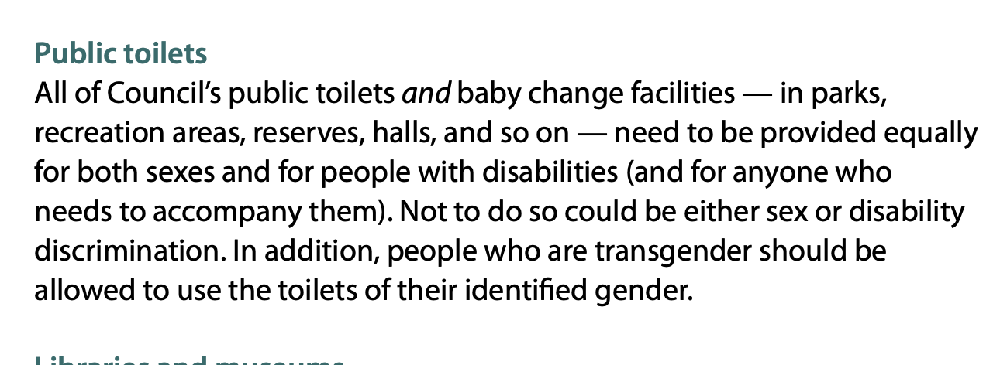 Public toilets
All of Council’s public toilets and baby change facilities — in parks,
recreation areas, reserves, halls, and so on — need to be provided equally
for both sexes and for people with disabilities (and for anyone who
needs to accompany them). Not to do so could be either sex or disability
discrimination. In addition, people who are transgender should be
allowed to use the toilets of their identified gender.
Libraries and museums